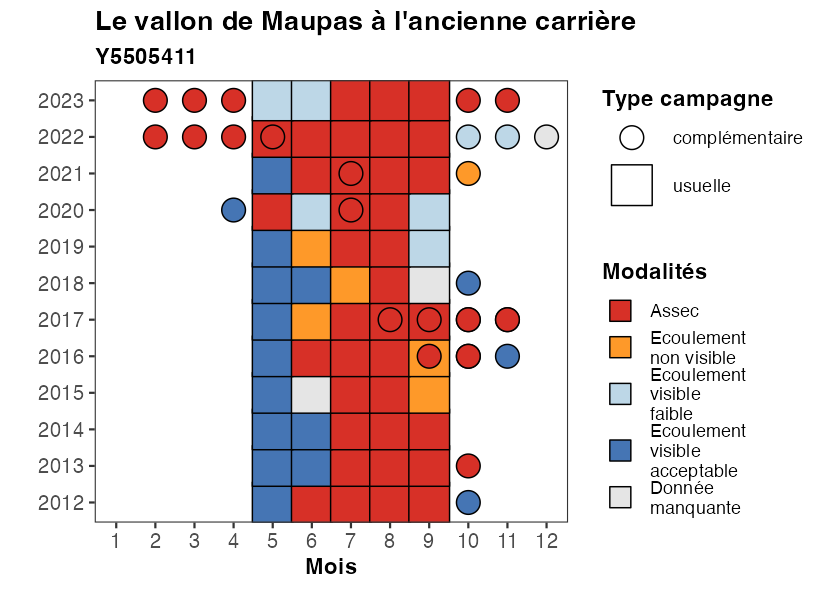 Le vallon de Maupas à l'ancienne carrière
Y5505411
2023
2022
2021
2020
2019
2018
2017
2016
2015
2014
2013
2012
1 2 3 4 5 6 7 8 9 10 11 12
Mois
Type campagne
complémentaire
usuelle
Modalités
Assec
Ecoulement
non visible
Ecoulement
visible
faible
Ecoulement
visible
acceptable
Donnée
manquante